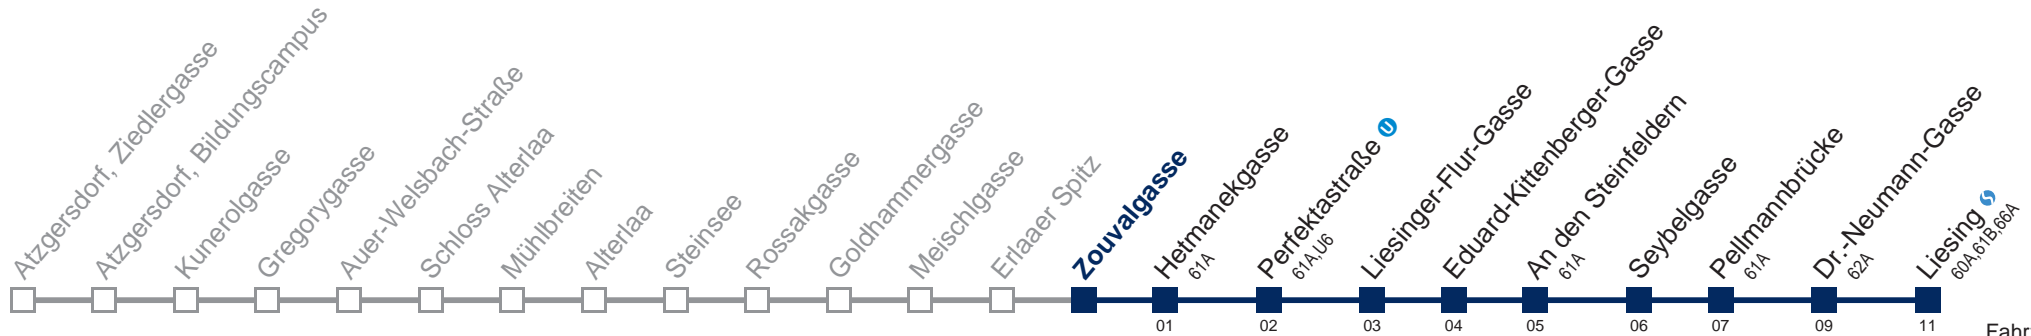 Atzgersdorf, Ziedlergasse
Atzgersdorf, Bildungscampus
Kunerolgasse
Gregorygasse
Auer-Welsbach-Straße
Schloss Alterlaa
Mühlbreiten
Alterlaa
Steinsee
Rossakgasse
Goldhammergasse
Meischlgasse
Erlaaer Spitz
Zouvalgasse
Hetmanekgasse
61A
Perfektastraße U
61A,U6
Liesinger-Flur-Gasse
Eduard-Kittenberger-Gasse
An den Steinfeldern
61A
Seybelgasse
Pellmannbrücke
61A
Dr.-Neumann-Gasse
62A
Liesing S
60A,61B,66A
01 02 03 04 05 06 07 09 11
Fahr